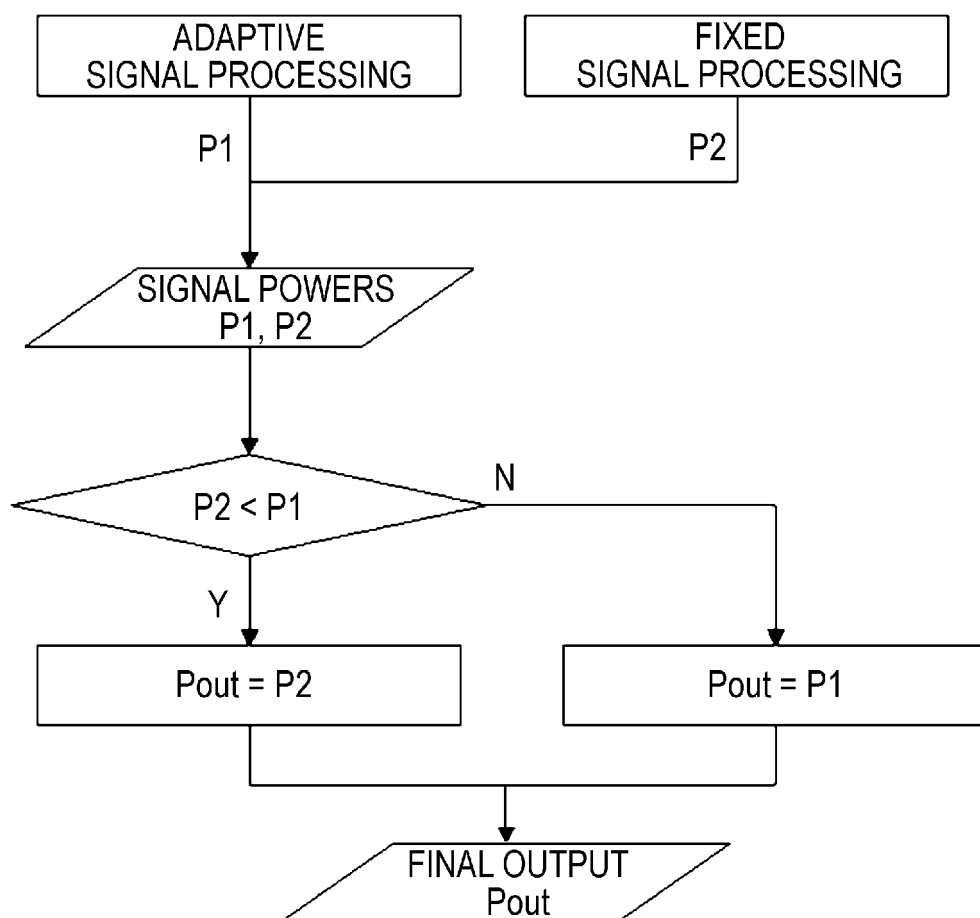 ADAPTIVE
SIGNAL PROCESSING
FIXED
SIGNAL PROCESSING
P1
P2
SIGNAL POWERS
P1, P2
P2 < P1
N
Y
Pout = P2
Pout = P1
FINAL OUTPUT
Pout